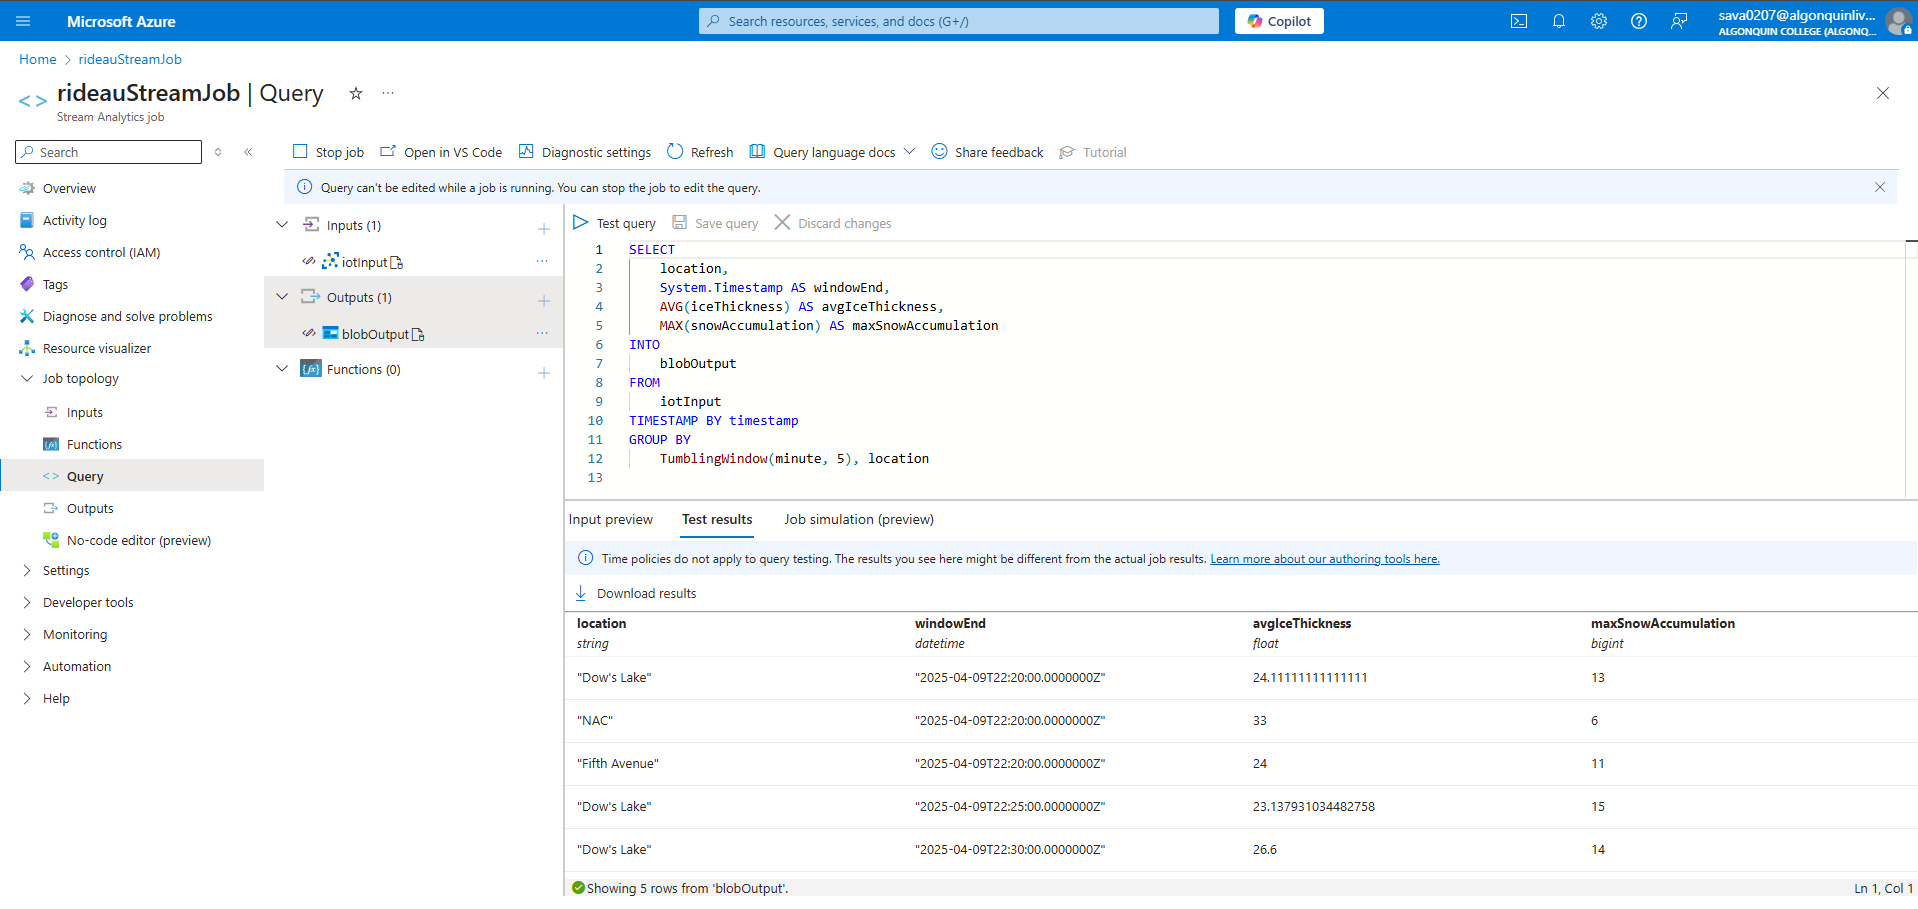 Microsoft Azure
Search resources, services, and docs (G+/)
Copilot
sava0207@algonquinliv...
ALGONQUIN COLLEGE (ALGONQ...
Home > rideauStreamJob
rideauStreamJob | Query
Stream Analytics job
Search
Stop job
Open in VS Code
Diagnostic settings
Refresh
Query language docs
Share feedback
Tutorial
Query can't be edited while a job is running. You can stop the job to edit the query.
Overview
Activity log
Access control (IAM)
Tags
Diagnose and solve problems
Resource visualizer
Job topology
Inputs
Functions
Query
Outputs
No-code editor (preview)
Settings
Developer tools
Monitoring
Automation
Help
Inputs (1)
iotInput
Outputs (1)
blobOutput
Functions (0)
Test query
Save query
Discard changes
1 SELECT
2 location,
3 System.Timestamp AS windowEnd,
4 AVG(iceThickness) AS avgIceThickness,
5 MAX(snowAccumulation) AS maxSnowAccumulation
6 INTO
7 blobOutput
8 FROM
9 iotInput
10 TIMESTAMP BY timestamp
11 GROUP BY
12 TumblingWindow(minute, 5), location
13
Input preview
Test results
Job simulation (preview)
Time policies do not apply to query testing. The results you see here might be different from the actual job results. Learn more about our authoring tools here.
Download results
location windowEnd avgIceThickness maxSnowAccumulation
string datetime float bigint
"Dow's Lake" "2025-04-09T22:20:00.0000000Z" 24.11111111111111 13
"NAC" "2025-04-09T22:20:00.0000000Z" 33 6
"Fifth Avenue" "2025-04-09T22:20:00.0000000Z" 24 11
"Dow's Lake" "2025-04-09T22:25:00.0000000Z" 23.137931034482758 15
"Dow's Lake" "2025-04-09T22:30:00.0000000Z" 26.6 14
Showing 5 rows from 'blobOutput'.
Ln 1, Col 1